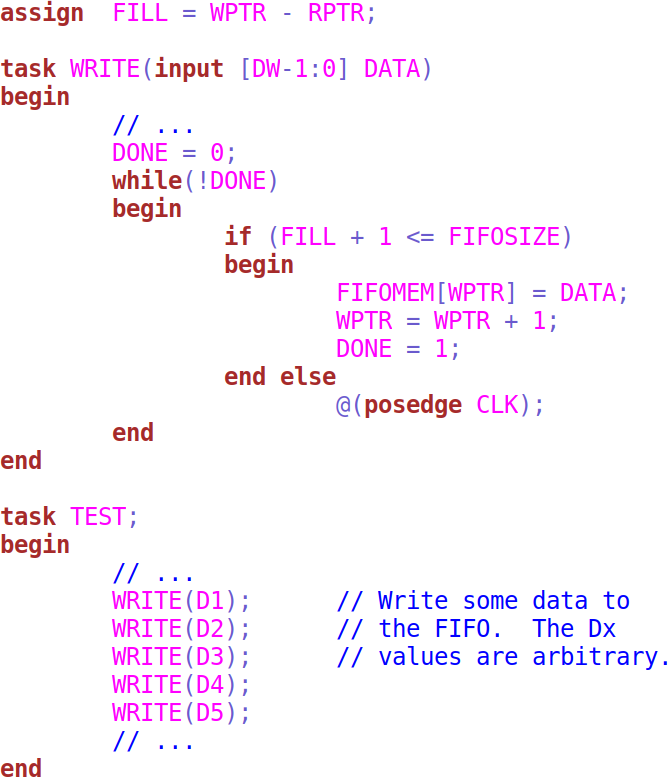 assign  FILL = WPTR - RPTR;

task WRITE(input [DW-1:0] DATA)
begin
        // ...
        DONE = 0;
        while(!DONE)
        begin
                if (FILL + 1 <= FIFOSIZE)
                begin
                        FIFOMEM[WPTR] = DATA;
                        WPTR = WPTR + 1;
                        DONE = 1;
                end else
                        @(posedge CLK);
        end
end

task TEST;
begin
        // ...
        WRITE(D1);      // Write some data to
        WRITE(D2);      // the FIFO.  The Dx
        WRITE(D3);      // values are arbitrary.
        WRITE(D4);
        WRITE(D5);
        // ...
end